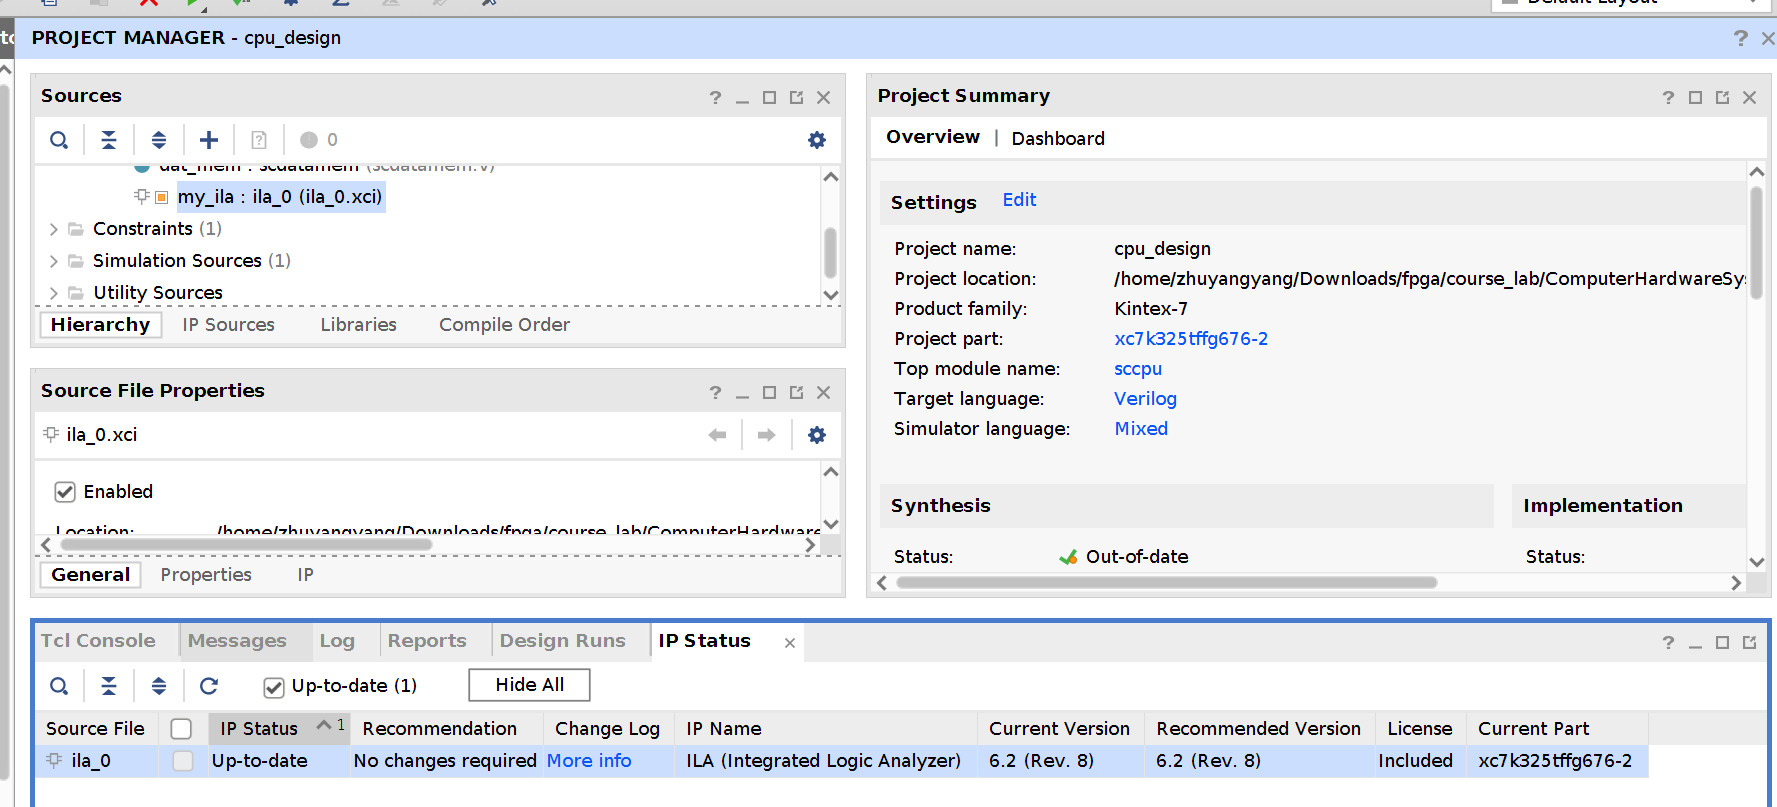 Default Layout
PROJECT MANAGER - cpu_design
Sources
0
dat_mem : scdatamem (scdatamem.v)
my_ila : ila_0 (ila_0.xci)
Constraints (1)
Simulation Sources (1)
Utility Sources
Hierarchy IP Sources Libraries Compile Order
Source File Properties
ila_0.xci
Enabled
Location: /home/zhuyangyang/Downloads/fpga/course_lab/ComputerHardware
General Properties IP
Project Summary
Overview | Dashboard
Settings Edit
Project name: cpu_design
Project location: /home/zhuyangyang/Downloads/fpga/course_lab/ComputerHardwareSys
Product family: Kintex-7
Project part: xc7k325tffg676-2
Top module name: sccpu
Target language: Verilog
Simulator language: Mixed
Synthesis Implementation
Status: Out-of-date Status:
Tcl Console Messages Log Reports Design Runs IP Status
Up-to-date (1) Hide All
Source File IP Status 1 Recommendation Change Log IP Name Current Version Recommended Version License Current Part
ila_0 Up-to-date No changes required More info ILA (Integrated Logic Analyzer) 6.2 (Rev. 8) 6.2 (Rev. 8) Included xc7k325tffg676-2